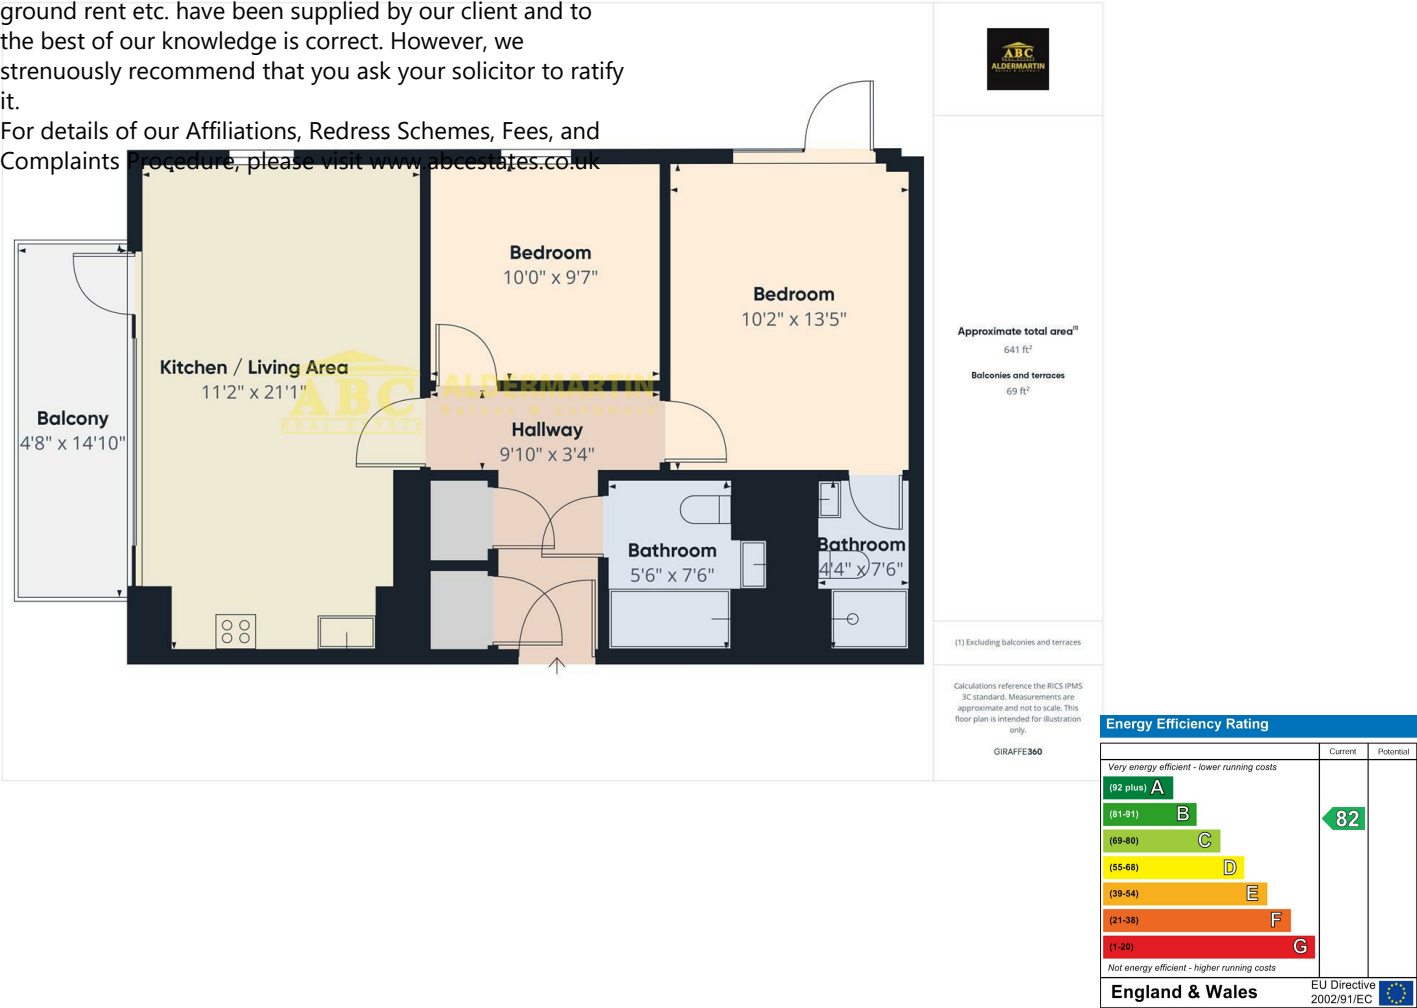 ground rent etc. have been supplied by our client and to
the best of our knowledge is correct. However, we
strenuously recommend that you ask your solicitor to ratify
it.
For details of our Affiliations, Redress Schemes, Fees, and
Complaints Procedure, please visit www.abcestates.co.uk
ABC
REAL ESTATE
ALDERMARTIN
Bedroom
10'0" x 9'7"
Bedroom
10'2" x 13'5"
Kitchen / Living Area
11'2" x 21'1"
ABC
REAL ESTATE
ALDERMARTIN
Balcony
4'8" x 14'10"
Hallway
9'10" x 3'4"
Bathroom
5'6" x 7'6"
Bathroom
4'4" x 7'6"
Approximate total area(1)
641 ft²
Balconies and terraces
69 ft²
(1) Excluding balconies and terraces
Calculations reference the RICS IPMS
3C standard. Measurements are
approximate and not to scale. This
floor plan is intended for illustration
only.
GIRAFFE360
Energy Efficiency Rating
Current Potential
Very energy efficient - lower running costs
(92 plus) A
(81-91) B
82
(69-80) C
(55-68) D
(39-54) E
(21-38) F
(1-20) G
Not energy efficient - higher running costs
England & Wales
EU Directive
2002/91/EC